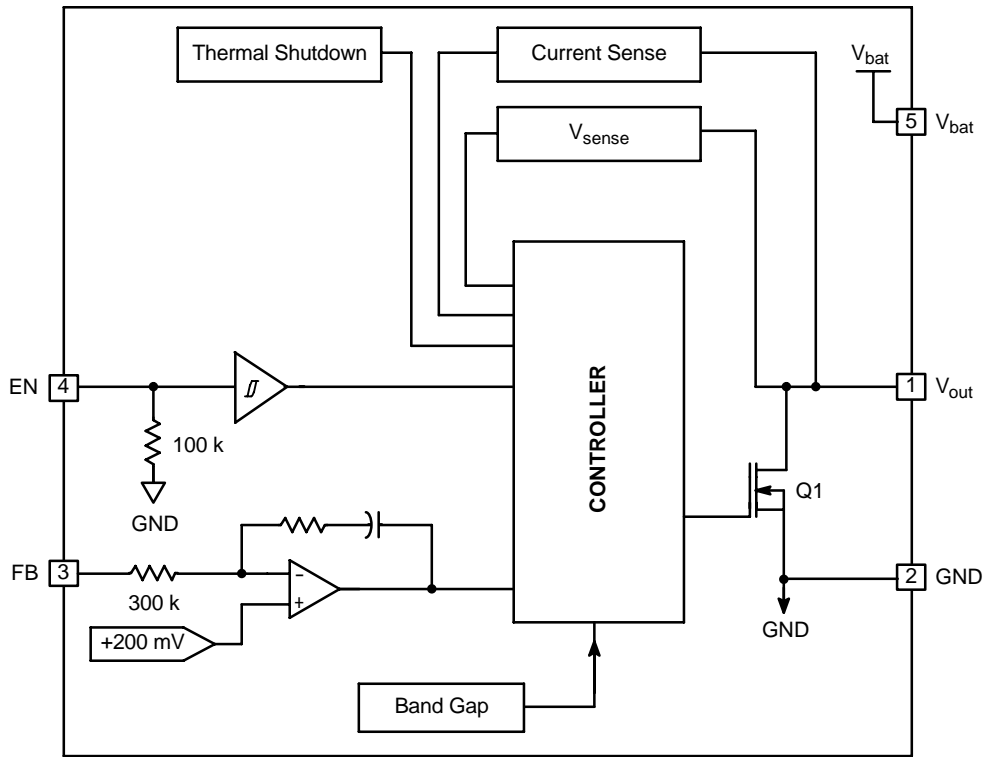 Thermal Shutdown
Current Sense
Vbat
5 Vbat
Vsense
CONTROLLER
EN 4
100 k
GND
1 Vout
Q1
FB 3
300 k
-
+
+200 mV
2 GND
GND
Band Gap